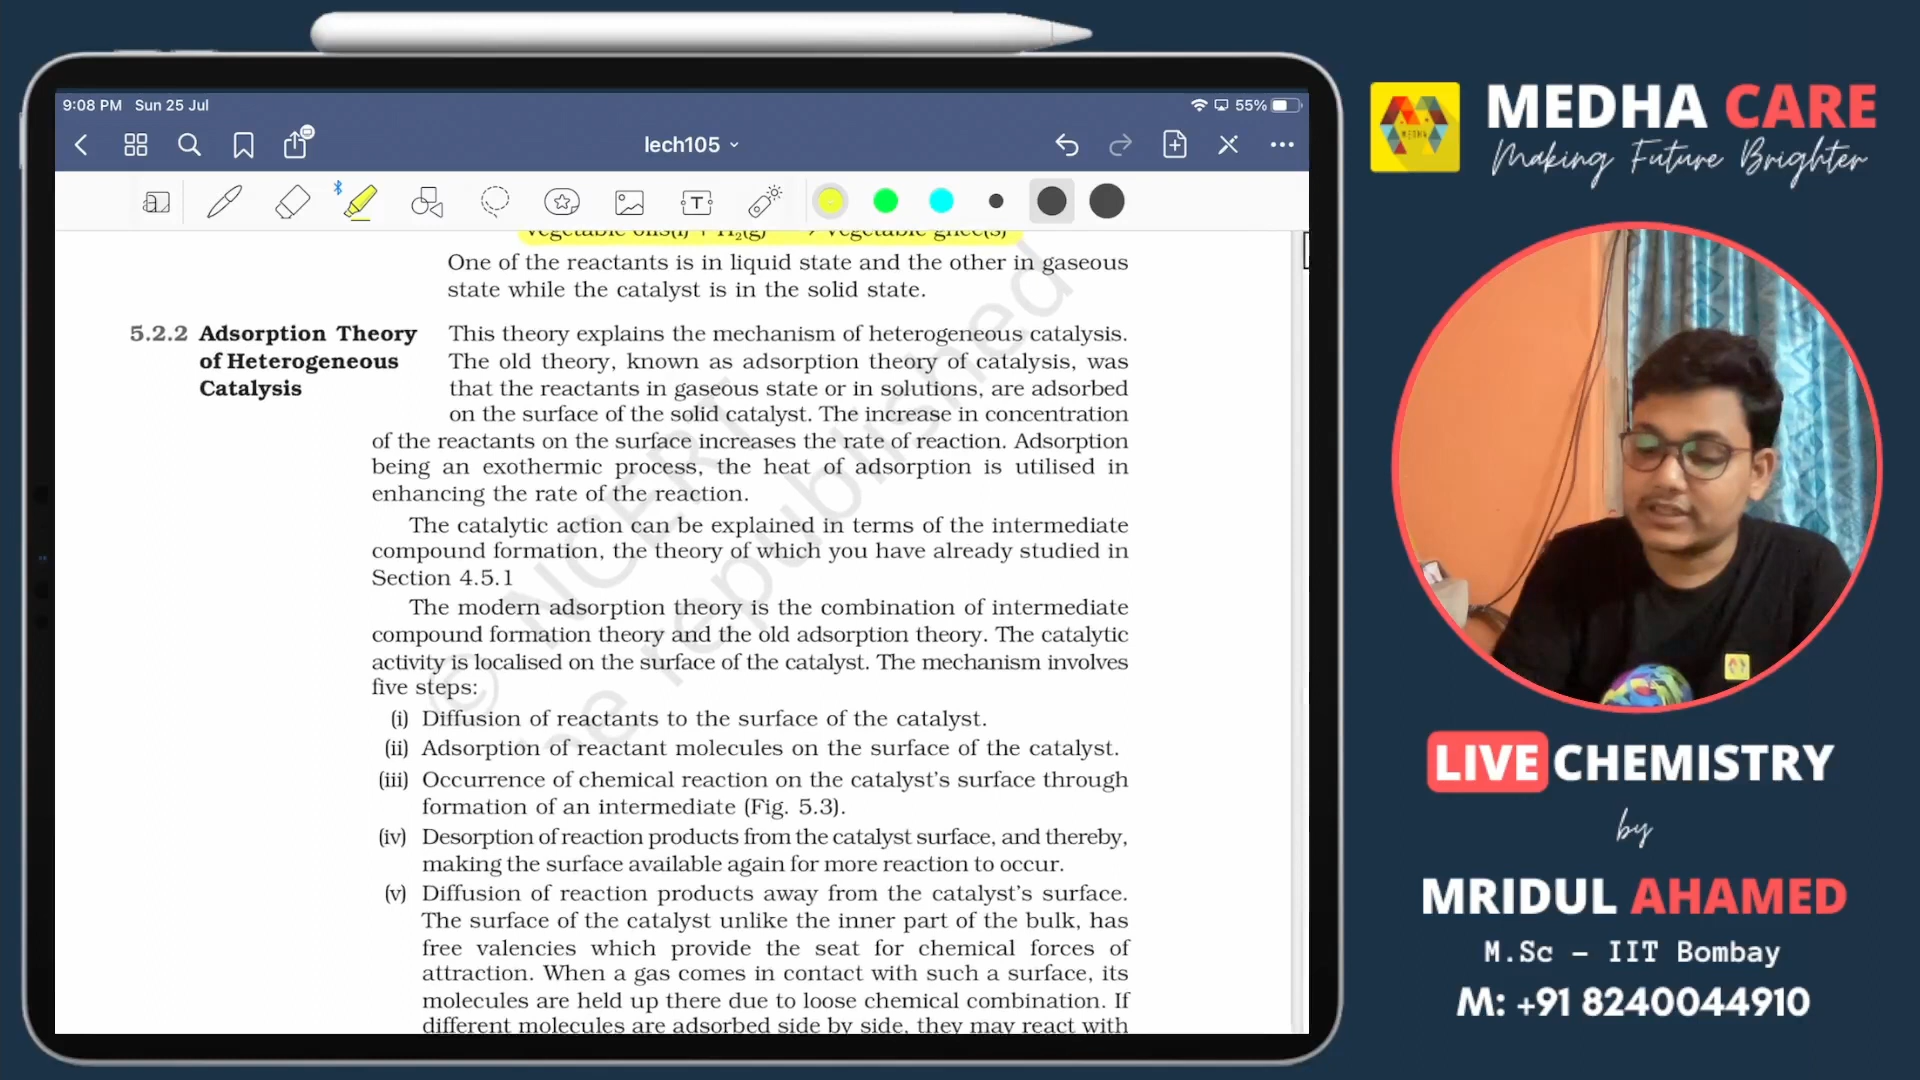 9:08 PM Sun 25 Jul
55%
lech105
T
Vegetable oils(l) + H2(g) → Vegetable ghee(s)
One of the reactants is in liquid state and the other in gaseous
state while the catalyst is in the solid state.
5.2.2 Adsorption Theory
of Heterogeneous
Catalysis
This theory explains the mechanism of heterogeneous catalysis.
The old theory, known as adsorption theory of catalysis, was
that the reactants in gaseous state or in solutions, are adsorbed
on the surface of the solid catalyst. The increase in concentration
of the reactants on the surface increases the rate of reaction. Adsorption
being an exothermic process, the heat of adsorption is utilised in
enhancing the rate of the reaction.
The catalytic action can be explained in terms of the intermediate
compound formation, the theory of which you have already studied in
Section 4.5.1
The modern adsorption theory is the combination of intermediate
compound formation theory and the old adsorption theory. The catalytic
activity is localised on the surface of the catalyst. The mechanism involves
five steps:
(i) Diffusion of reactants to the surface of the catalyst.
(ii) Adsorption of reactant molecules on the surface of the catalyst.
(iii) Occurrence of chemical reaction on the catalyst's surface through
formation of an intermediate (Fig. 5.3).
(iv) Desorption of reaction products from the catalyst surface, and thereby,
making the surface available again for more reaction to occur.
(v) Diffusion of reaction products away from the catalyst's surface.
The surface of the catalyst unlike the inner part of the bulk, has
free valencies which provide the seat for chemical forces of
attraction. When a gas comes in contact with such a surface, its
molecules are held up there due to loose chemical combination. If
different molecules are adsorbed side by side, they may react with
© NCERT
be republished
MEDHA CARE
Making Future Brighter
MEDHA
LIVE CHEMISTRY
by
MRIDUL AHAMED
M.Sc – IIT Bombay
M: +91 8240044910